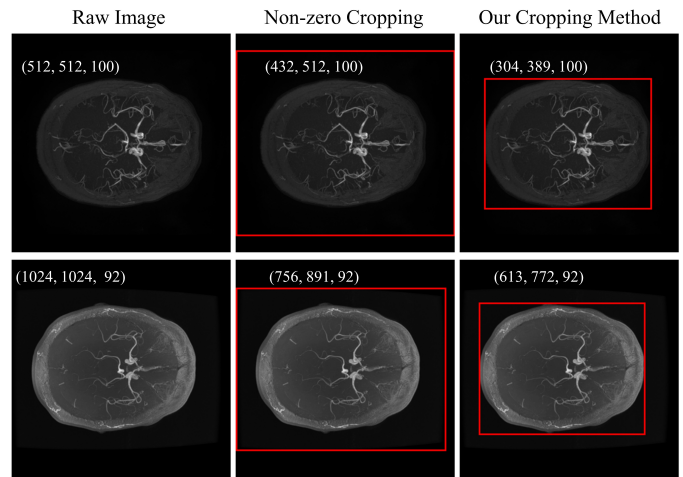 Raw Image
Non-zero Cropping
Our Cropping Method
(512, 512, 100)
(432, 512, 100)
(304, 389, 100)
(1024, 1024, 92)
(756, 891, 92)
(613, 772, 92)